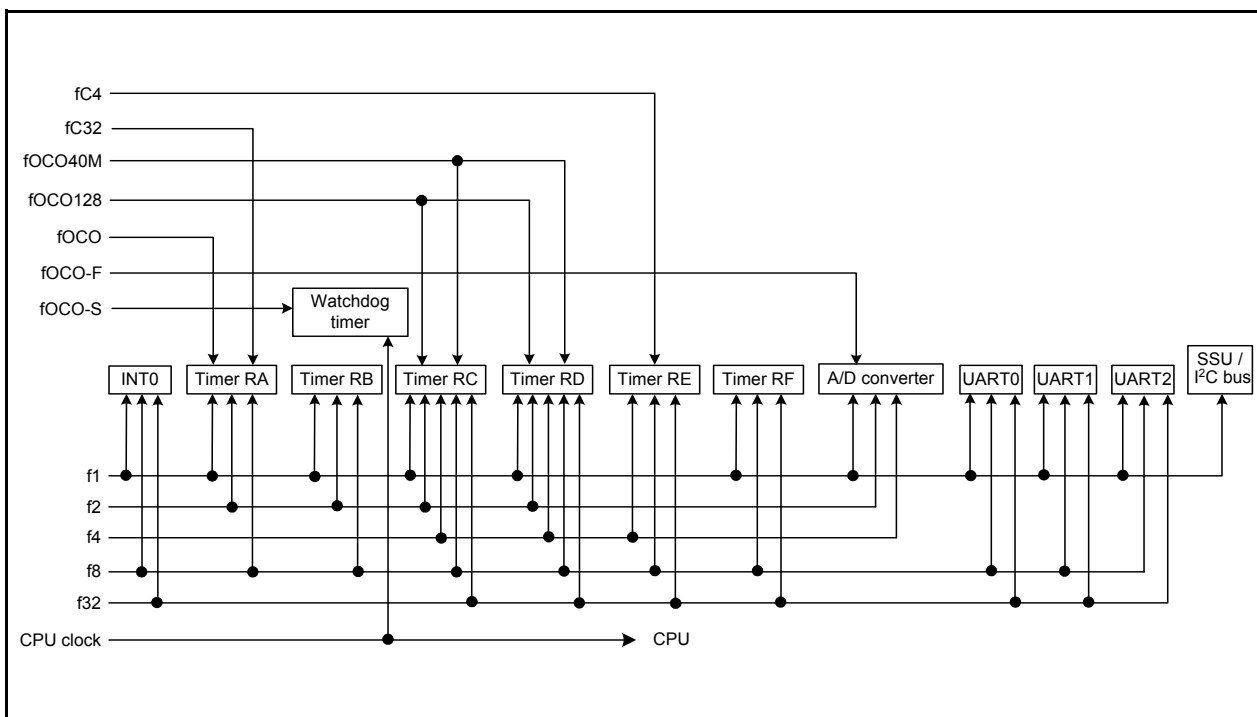 fC4
fC32
fOCO40M
fOCO128
fOCO
fOCO-F
fOCO-S
Watchdog
timer
INT0
Timer RA
Timer RB
Timer RC
Timer RD
Timer RE
Timer RF
A/D converter
UART0
UART1
UART2
SSU /
I²C bus
f1
f2
f4
f8
f32
CPU clock
CPU